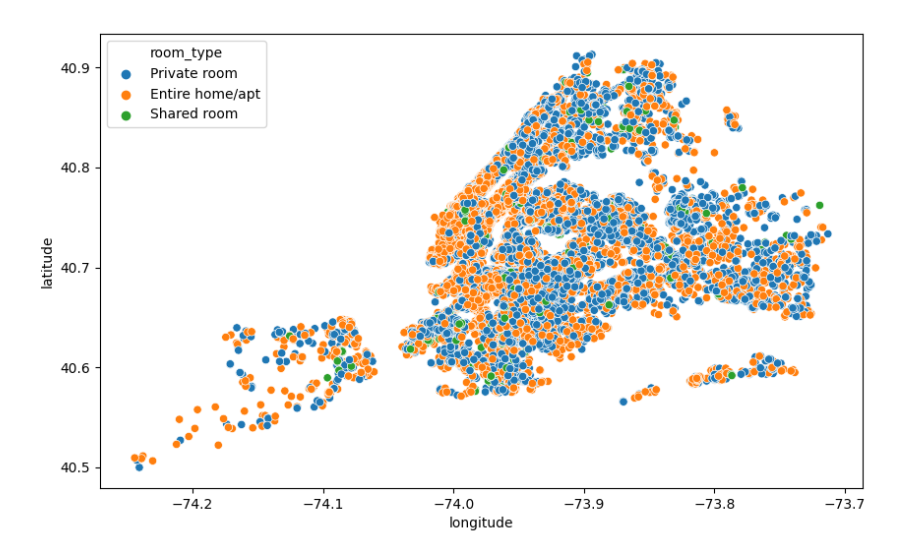 room_type
Private room
Entire home/apt
Shared room
40.9
40.8
40.7
40.6
40.5
latitude
−74.2 −74.1 −74.0 −73.9 −73.8 −73.7
longitude